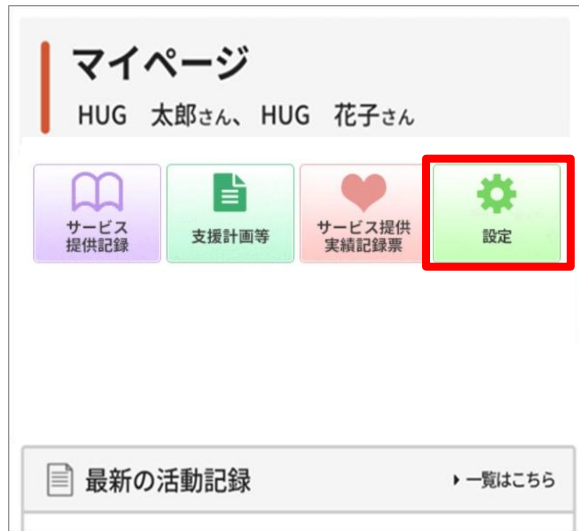 マイページ
HUG　太郎さん、HUG　花子さん
サービス
提供記録
支援計画等
サービス提供
実績記録票
設定
最新の活動記録
一覧はこちら